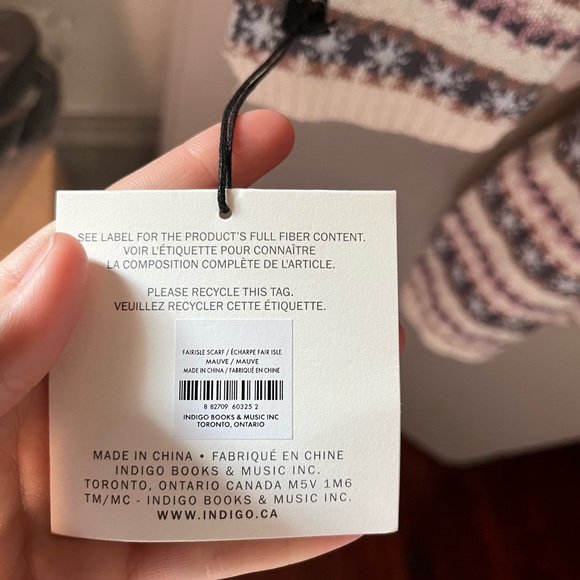 SEE LABEL FOR THE PRODUCT'S FULL FIBER CONTENT.
VOIR L'ÉTIQUETTE POUR CONNAÎTRE
LA COMPOSITION COMPLÈTE DE L'ARTICLE.
PLEASE RECYCLE THIS TAG.
VEUILLEZ RECYCLER CETTE ÉTIQUETTE.
FAIRISLE SCARF / ÉCHARPE FAIR ISLE
MAUVE / MAUVE
MADE IN CHINA / FABRIQUÉ EN CHINE
8 82709 60325 2
INDIGO BOOKS & MUSIC INC
TORONTO, ONTARIO
MADE IN CHINA • FABRIQUÉ EN CHINE
INDIGO BOOKS & MUSIC INC.
TORONTO, ONTARIO CANADA M5V 1M6
TM/MC - INDIGO BOOKS & MUSIC INC.
WWW.INDIGO.CA